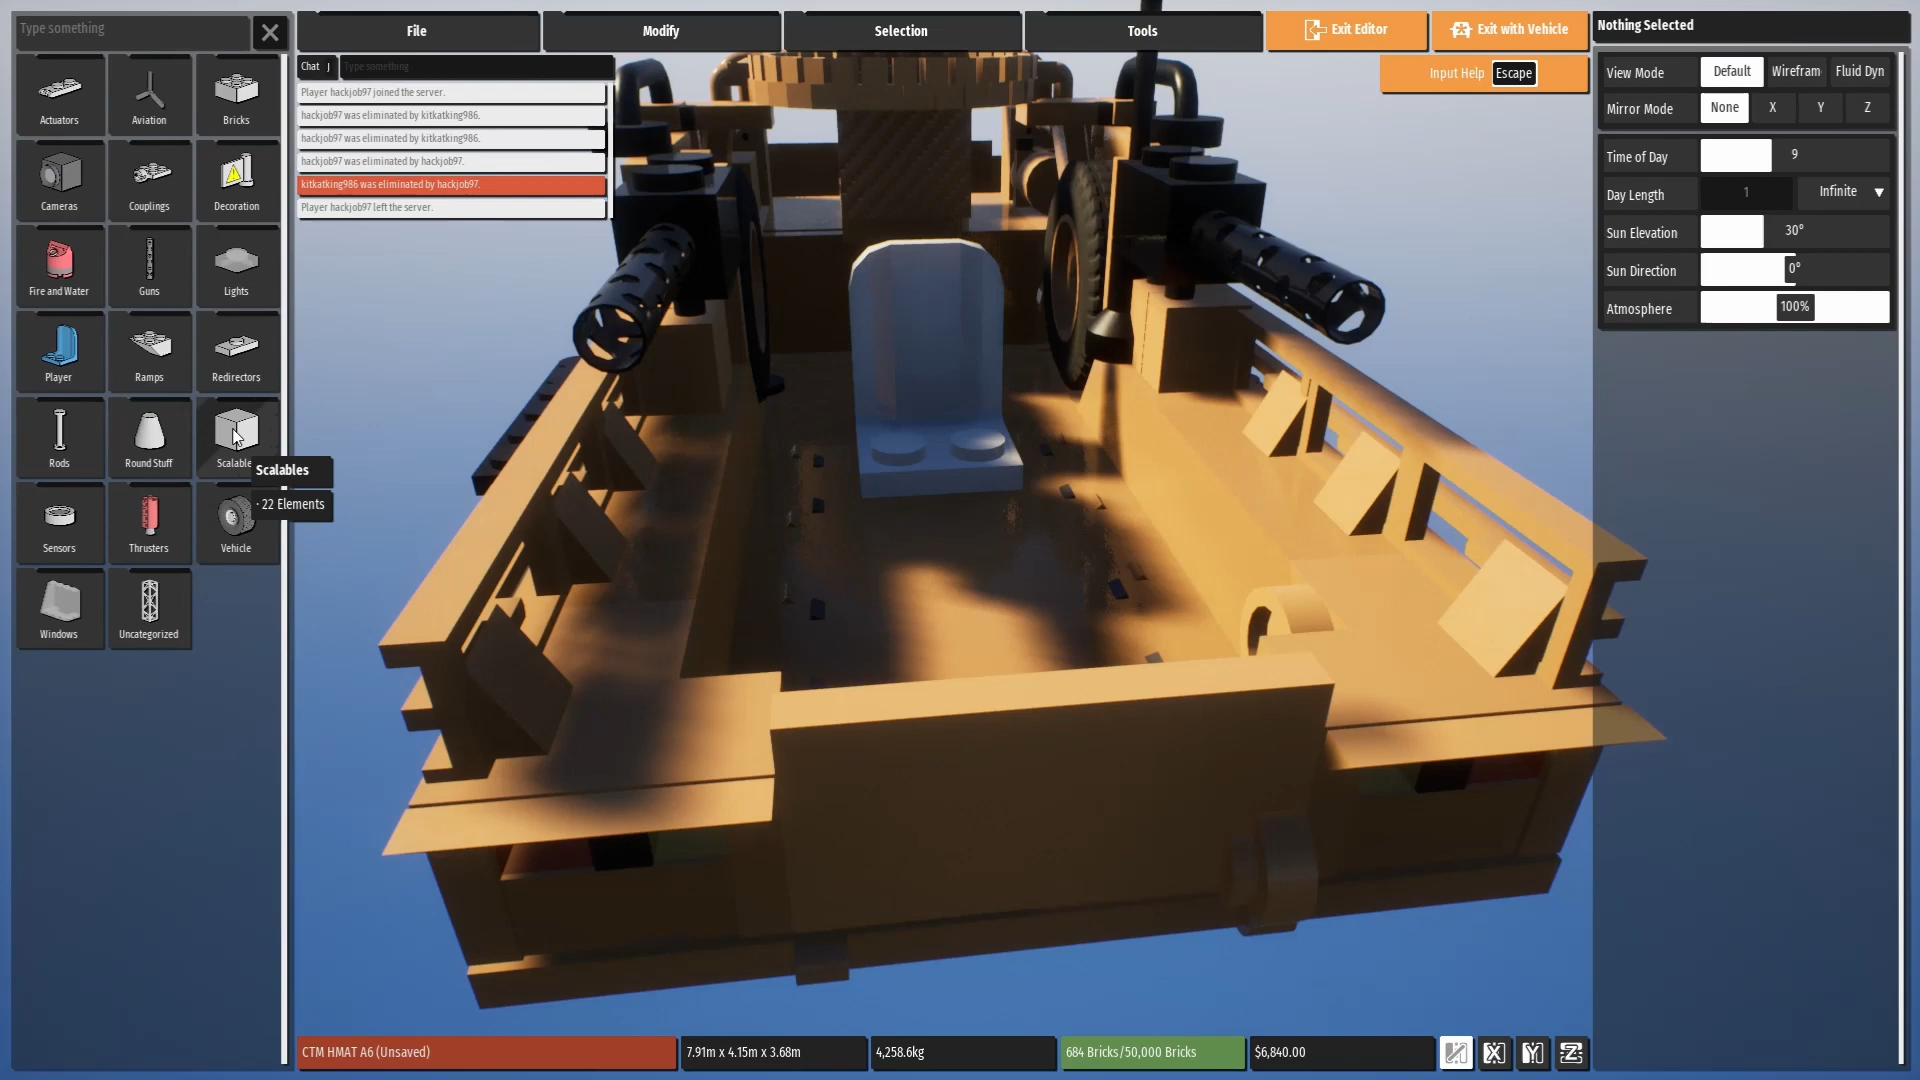 Type something
File
Modify
Selection
Tools
Exit Editor
Exit with Vehicle
Nothing Selected
Chat J Type something
Input Help Escape
Player hackjob97 joined the server.
hackjob97 was eliminated by kitkatking986.
hackjob97 was eliminated by kitkatking986.
hackjob97 was eliminated by hackjob97.
kitkatking986 was eliminated by hackjob97.
Player hackjob97 left the server.
Actuators
Aviation
Bricks
Cameras
Couplings
Decoration
Fire and Water
Guns
Lights
Player
Ramps
Redirectors
Rods
Round Stuff
Scalable
Scalables
· 22 Elements
Sensors
Thrusters
Vehicle
Windows
Uncategorized
View Mode Default Wirefram Fluid Dyn
Mirror Mode None X Y Z
Time of Day 9
Day Length 1 Infinite
Sun Elevation 30°
Sun Direction 0°
Atmosphere 100%
CTM HMAT A6 (Unsaved)
7.91m x 4.15m x 3.68m
4,258.6kg
684 Bricks/50,000 Bricks
$6,840.00
X
Y
Z